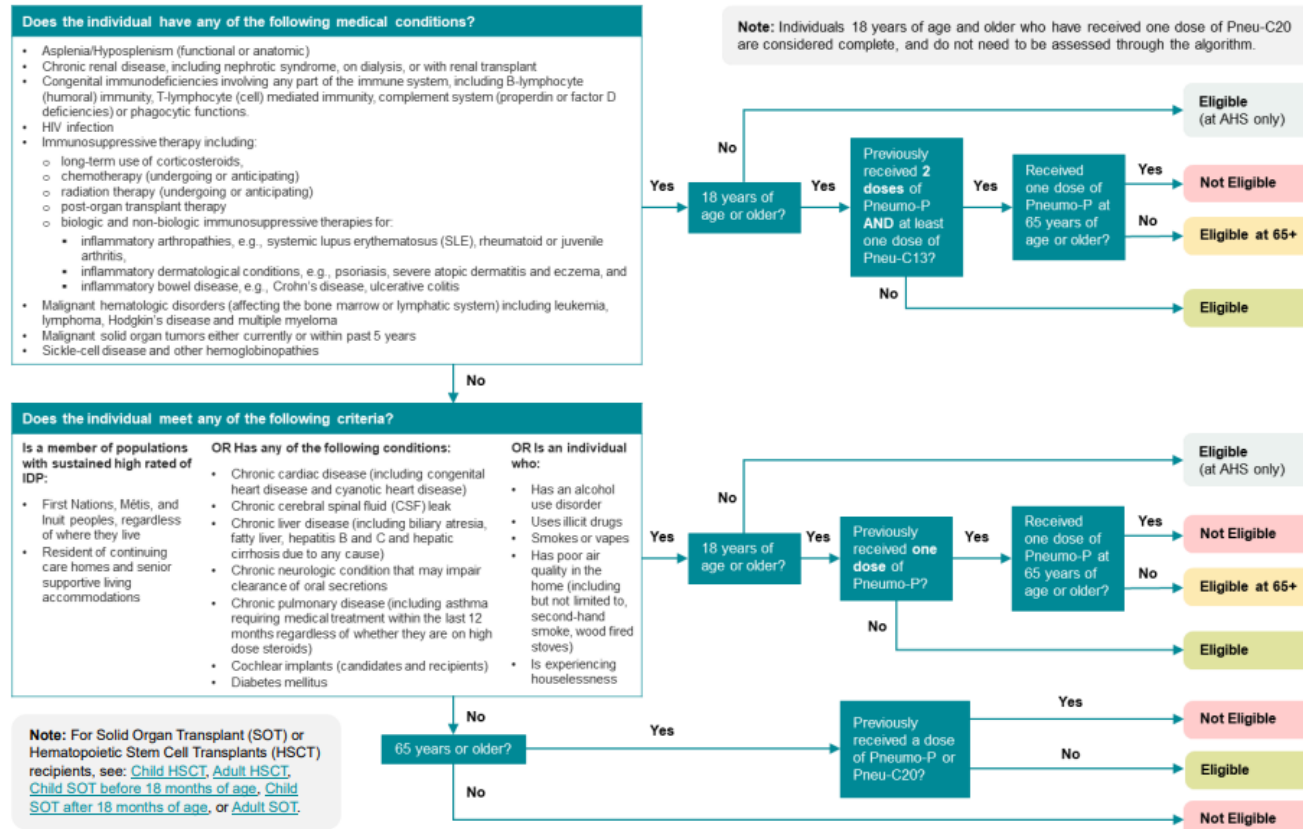 Does the individual have any of the following medical conditions?
• Asplenia/Hyposplenism (functional or anatomic)
• Chronic renal disease, including nephrotic syndrome, on dialysis, or with renal transplant
• Congenital immunodeficiencies involving any part of the immune system, including B-lymphocyte
(humoral) immunity, T-lymphocyte (cell) mediated immunity, complement system (properdin or factor D
deficiencies) or phagocytic functions.
• HIV infection
• Immunosuppressive therapy including:
o long-term use of corticosteroids,
o chemotherapy (undergoing or anticipating)
o radiation therapy (undergoing or anticipating)
o post-organ transplant therapy
o biologic and non-biologic immunosuppressive therapies for:
▪ inflammatory arthropathies, e.g., systemic lupus erythematosus (SLE), rheumatoid or juvenile
arthritis,
▪ inflammatory dermatological conditions, e.g., psoriasis, severe atopic dermatitis and eczema, and
▪ inflammatory bowel disease, e.g., Crohn's disease, ulcerative colitis
• Malignant hematologic disorders (affecting the bone marrow or lymphatic system) including leukemia,
lymphoma, Hodgkin's disease and multiple myeloma
• Malignant solid organ tumors either currently or within past 5 years
• Sickle-cell disease and other hemoglobinopathies
Note: Individuals 18 years of age and older who have received one dose of Pneu-C20
are considered complete, and do not need to be assessed through the algorithm.
Yes
18 years of
age or older?
No
Eligible
(at AHS only)
Yes
Previously
received 2
doses of
Pneumo-P
AND at least
one dose of
Pneu-C13?
Yes
Received
one dose of
Pneumo-P at
65 years of
age or older?
Yes
Not Eligible
No
Eligible at 65+
No
Eligible
No
Does the individual meet any of the following criteria?
Is a member of populations
with sustained high rated of
IDP:
• First Nations, Métis, and
Inuit peoples, regardless
of where they live
• Resident of continuing
care homes and senior
supportive living
accommodations
OR Has any of the following conditions:
• Chronic cardiac disease (including congenital
heart disease and cyanotic heart disease)
• Chronic cerebral spinal fluid (CSF) leak
• Chronic liver disease (including biliary atresia,
fatty liver, hepatitis B and C and hepatic
cirrhosis due to any cause)
• Chronic neurologic condition that may impair
clearance of oral secretions
• Chronic pulmonary disease (including asthma
requiring medical treatment within the last 12
months regardless of whether they are on high
dose steroids)
• Cochlear implants (candidates and recipients)
• Diabetes mellitus
OR Is an individual
who:
• Has an alcohol
use disorder
• Uses illicit drugs
• Smokes or vapes
• Has poor air
quality in the
home (including
but not limited to,
second-hand
smoke, wood fired
stoves)
• Is experiencing
houselessness
Yes
18 years of
age or older?
No
Eligible
(at AHS only)
Yes
Previously
received one
dose of
Pneumo-P?
Yes
Received
one dose of
Pneumo-P at
65 years of
age or older?
Yes
Not Eligible
No
Eligible at 65+
No
Eligible
No
65 years or older?
Yes
Previously
received a dose
of Pneumo-P or
Pneu-C20?
Yes
Not Eligible
No
Eligible
No
Not Eligible
Note: For Solid Organ Transplant (SOT) or
Hematopoietic Stem Cell Transplants (HSCT)
recipients, see: Child HSCT, Adult HSCT,
Child SOT before 18 months of age, Child
SOT after 18 months of age, or Adult SOT.